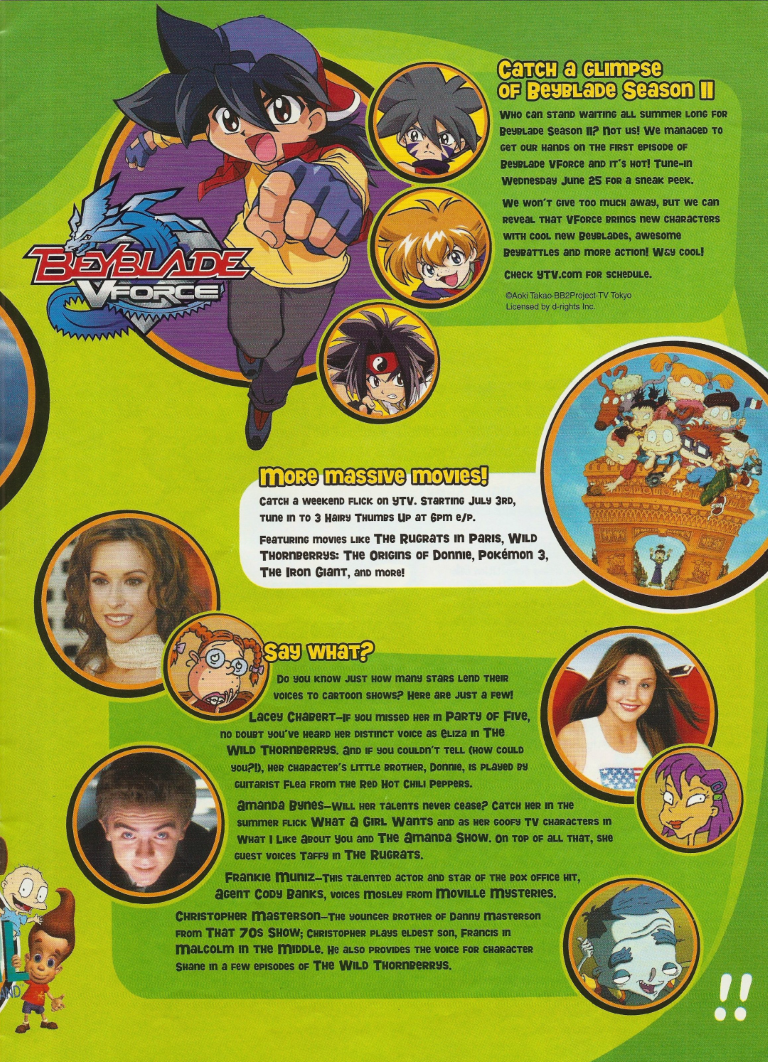 Catch a glimpse
of Beyblade Season II
Who can stand waiting all summer long for
Beyblade Season II? Not us! We managed to
get our hands on the first episode of
Beyblade VForce and it's hot! Tune-in
Wednesday June 25 for a sneak peek.
We won't give too much away, but we can
reveal that VForce brings new characters
with cool new Beyblades, awesome
Beybattles and more action! Way cool!
Check YTV.com for schedule.
©Aoki Takao-BB2Project-TV Tokyo
Licensed by d-rights Inc.
BEYBLADE
VFORCE
More massive movies!
Catch a weekend flick on YTV. Starting July 3rd,
tune in to 3 Hairy Thumbs Up at 6pm e/p.
Featuring movies like The Rugrats in Paris, Wild
Thornberrys: The Origins of Donnie, Pokémon 3,
The Iron Giant, and more!
Say what?
Do you know just how many stars lend their
voices to cartoon shows? Here are just a few!
Lacey Chabert–If you missed her in Party of Five,
no doubt you've heard her distinct voice as Eliza in The
Wild Thornberrys. And if you couldn't tell (how could
you?!), her character's little brother, Donnie, is played by
guitarist Flea from the Red Hot Chili Peppers.
Amanda Bynes–Will her talents never cease? Catch her in the
summer flick What a Girl Wants and as her goofy TV characters in
What I Like About You and The Amanda Show. On top of all that, she
guest voices Taffy in The Rugrats.
Frankie Muniz–This talented actor and star of the box office hit,
Agent Cody Banks, voices Mosley from Moville Mysteries.
Christopher Masterson–The younger brother of Danny Masterson
from That 70s Show; Christopher plays eldest son, Francis in
Malcolm in the Middle. He also provides the voice for character
Shane in a few episodes of The Wild Thornberrys.
!!